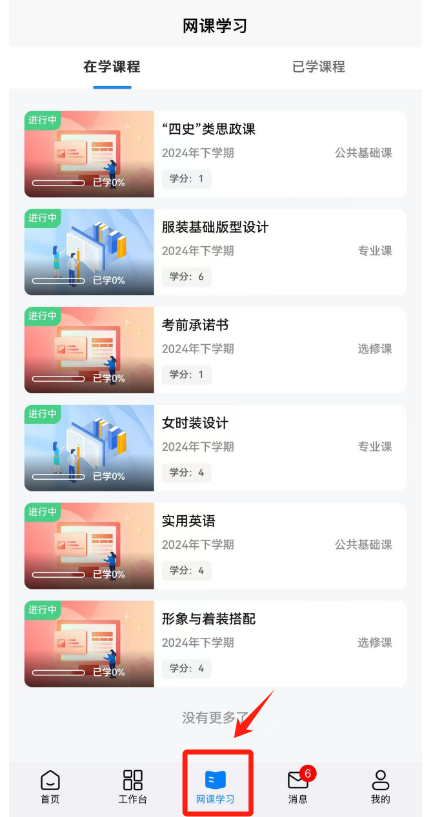 网课学习
在学课程
已学课程
进行中
已学0%
“四史”类思政课
2024年下学期
公共基础课
学分：1
进行中
已学0%
服装基础版型设计
2024年下学期
专业课
学分：6
进行中
已学0%
考前承诺书
2024年下学期
选修课
学分：1
进行中
已学0%
女时装设计
2024年下学期
专业课
学分：4
进行中
已学0%
实用英语
2024年下学期
公共基础课
学分：4
进行中
已学0%
形象与着装搭配
2024年下学期
选修课
学分：4
没有更多了
6
首页
工作台
网课学习
消息
我的